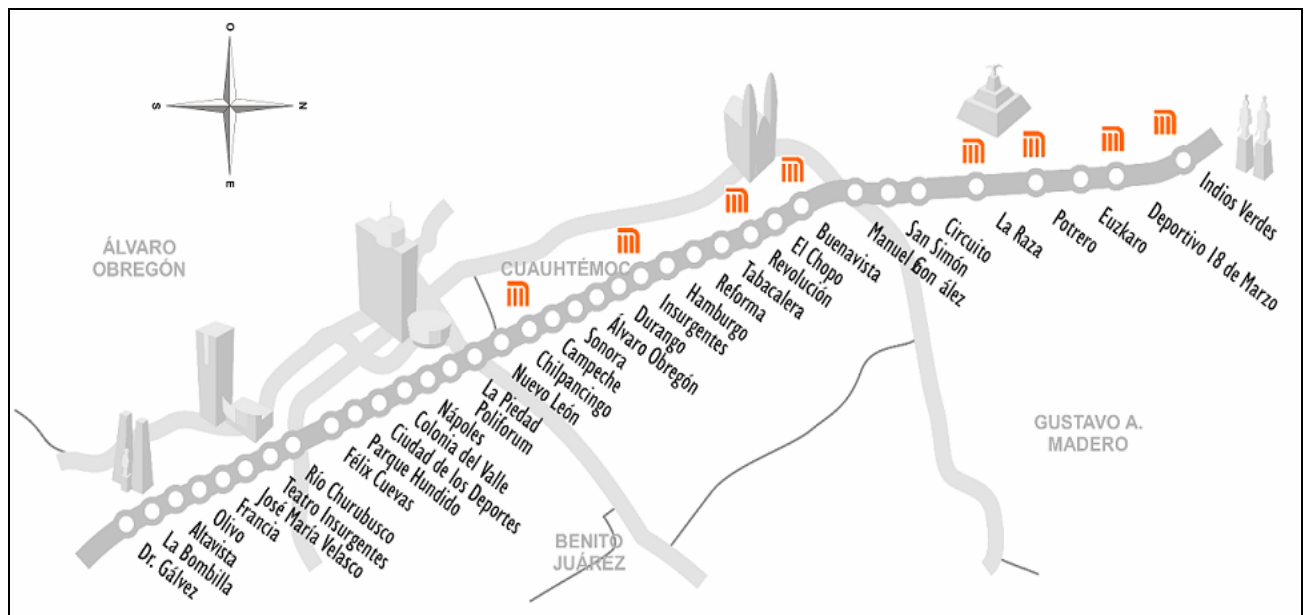 O
S
N
E
ÁLVARO
OBREGÓN
CUAUHTÉMOC
BENITO
JUÁREZ
GUSTAVO A.
MADERO
Indios Verdes
Deportivo 18 de Marzo
Euzkaro
Potrero
La Raza
Circuito
San Simón
Manuel Gon ález
Buenavista
El Chopo
Revolución
Tabacalera
Reforma
Hamburgo
Insurgentes
Durango
Álvaro Obregón
Sonora
Campeche
Chilpancingo
Nuevo León
La Piedad
Poliforum
Nápoles
Colonia del Valle
Ciudad de los Deportes
Parque Hundido
Félix Cuevas
Río Churubusco
Teatro Insurgentes
José María Velasco
Francia
Olivo
Altavista
La Bombilla
Dr. Gálvez